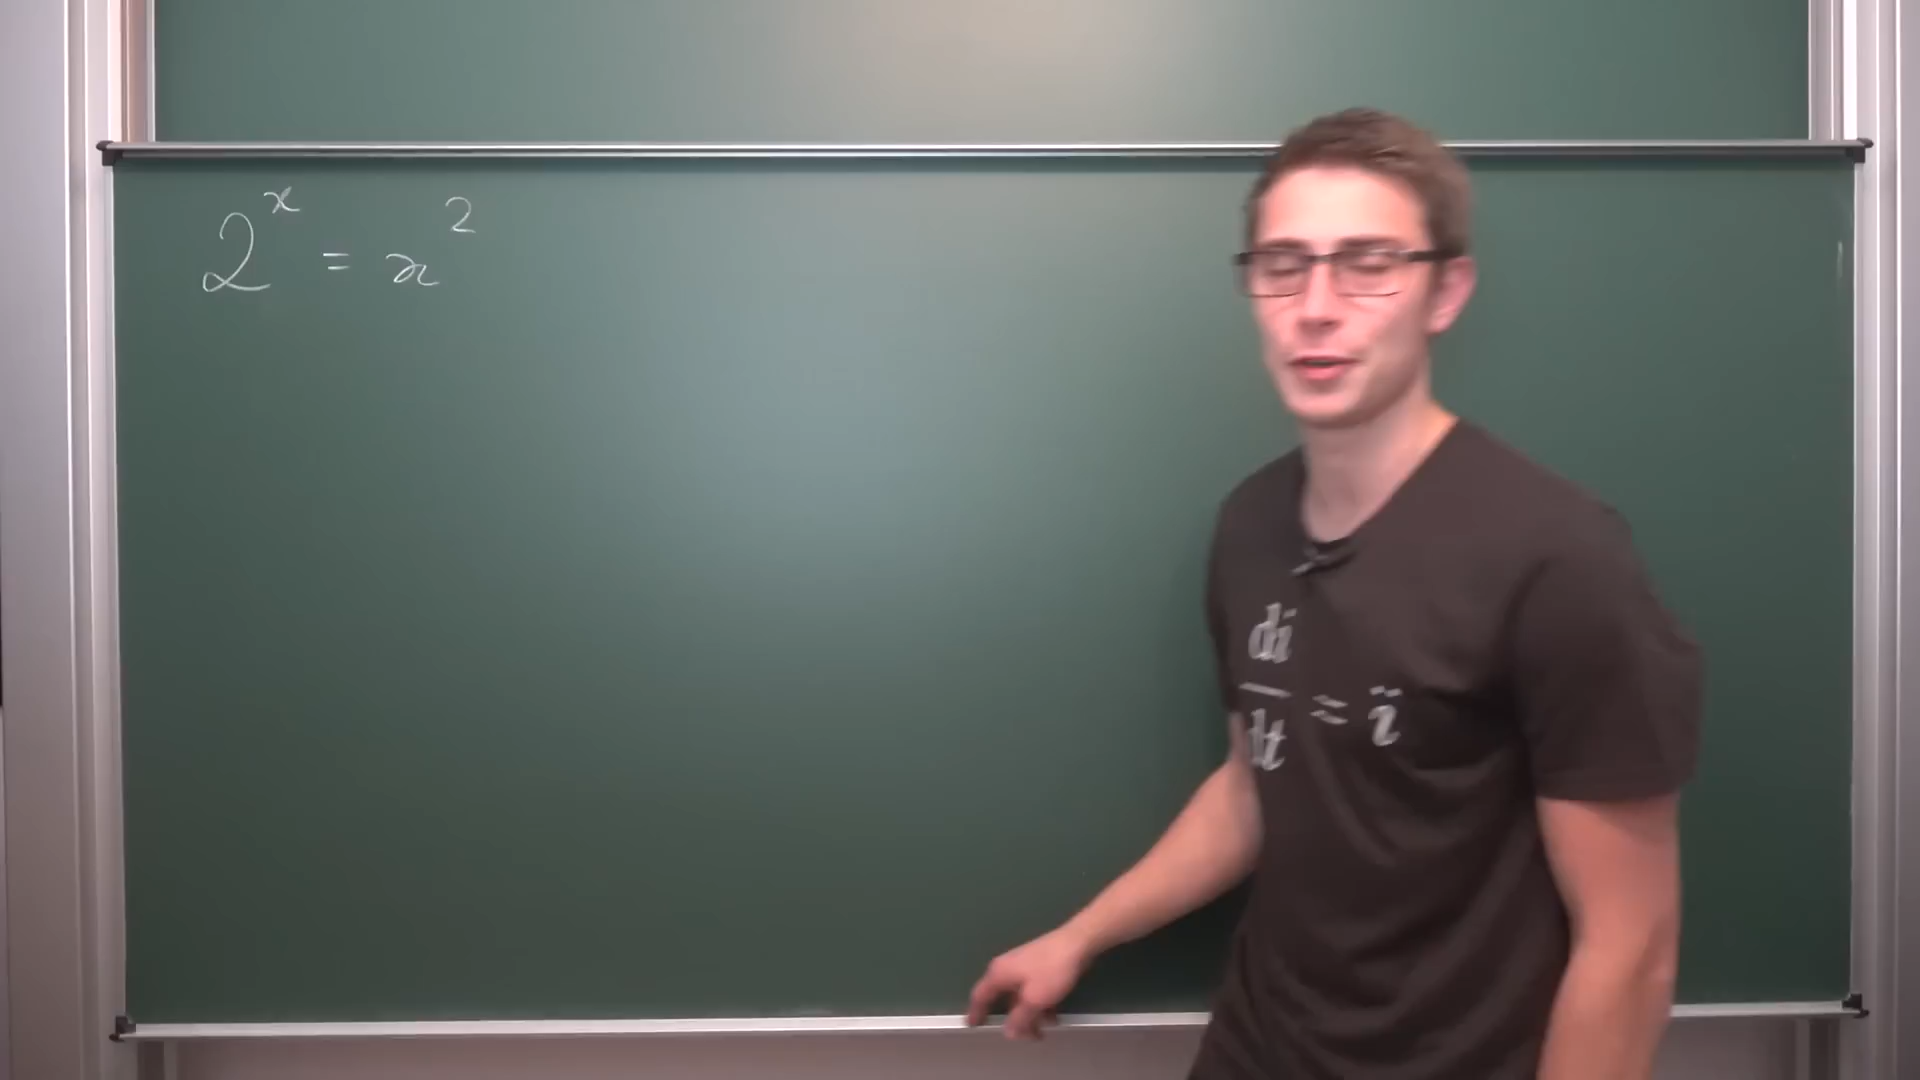 2^x = x^2
di
dt
= ï